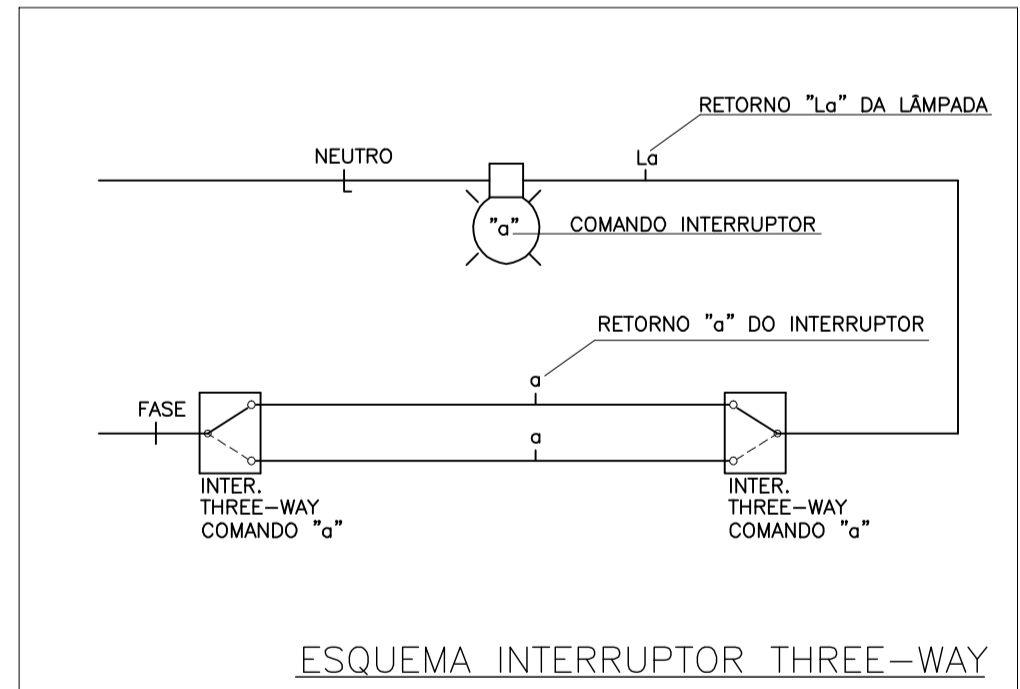 RETORNO "La" DA LÂMPADA
NEUTRO
La
"a"
COMANDO INTERRUPTOR
RETORNO "a" DO INTERRUPTOR
a
FASE
a
INTER.
THREE-WAY
COMANDO "a"
INTER.
THREE-WAY
COMANDO "a"
ESQUEMA INTERRUPTOR THREE-WAY